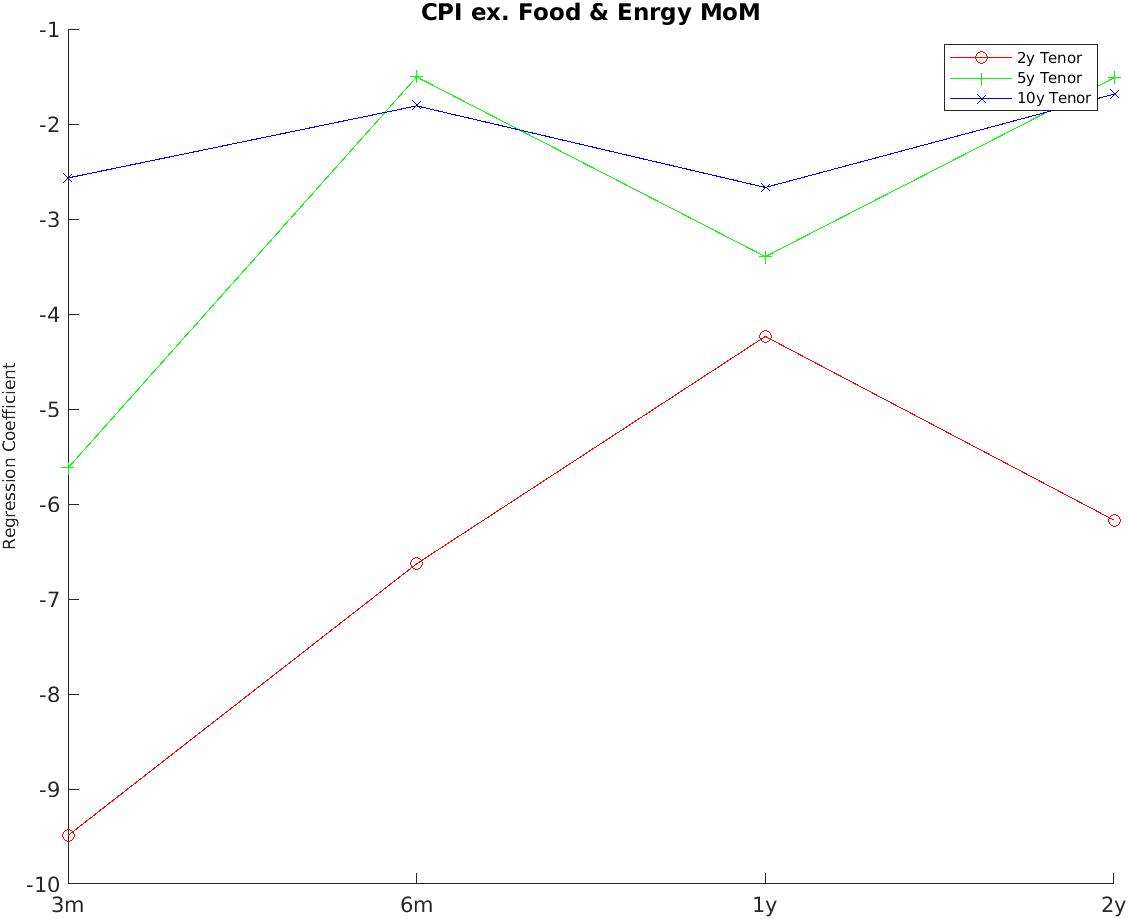 CPI ex. Food & Enrgy MoM
-1
-2
-3
-4
-5
-6
-7
-8
-9
-10
Regression Coefficient
2y Tenor
5y Tenor
10y Tenor
3m
6m
1y
2y